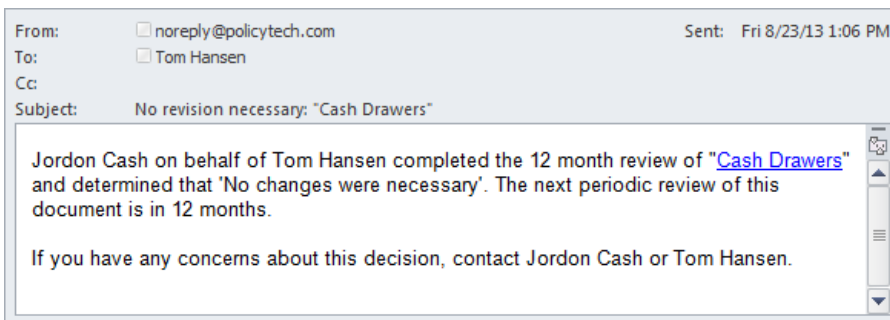 From: noreply@policytech.com Sent: Fri 8/23/13 1:06 PM
To: Tom Hansen
Cc:
Subject: No revision necessary: "Cash Drawers"
Jordon Cash on behalf of Tom Hansen completed the 12 month review of "Cash Drawers"
and determined that 'No changes were necessary'. The next periodic review of this
document is in 12 months.
If you have any concerns about this decision, contact Jordon Cash or Tom Hansen.